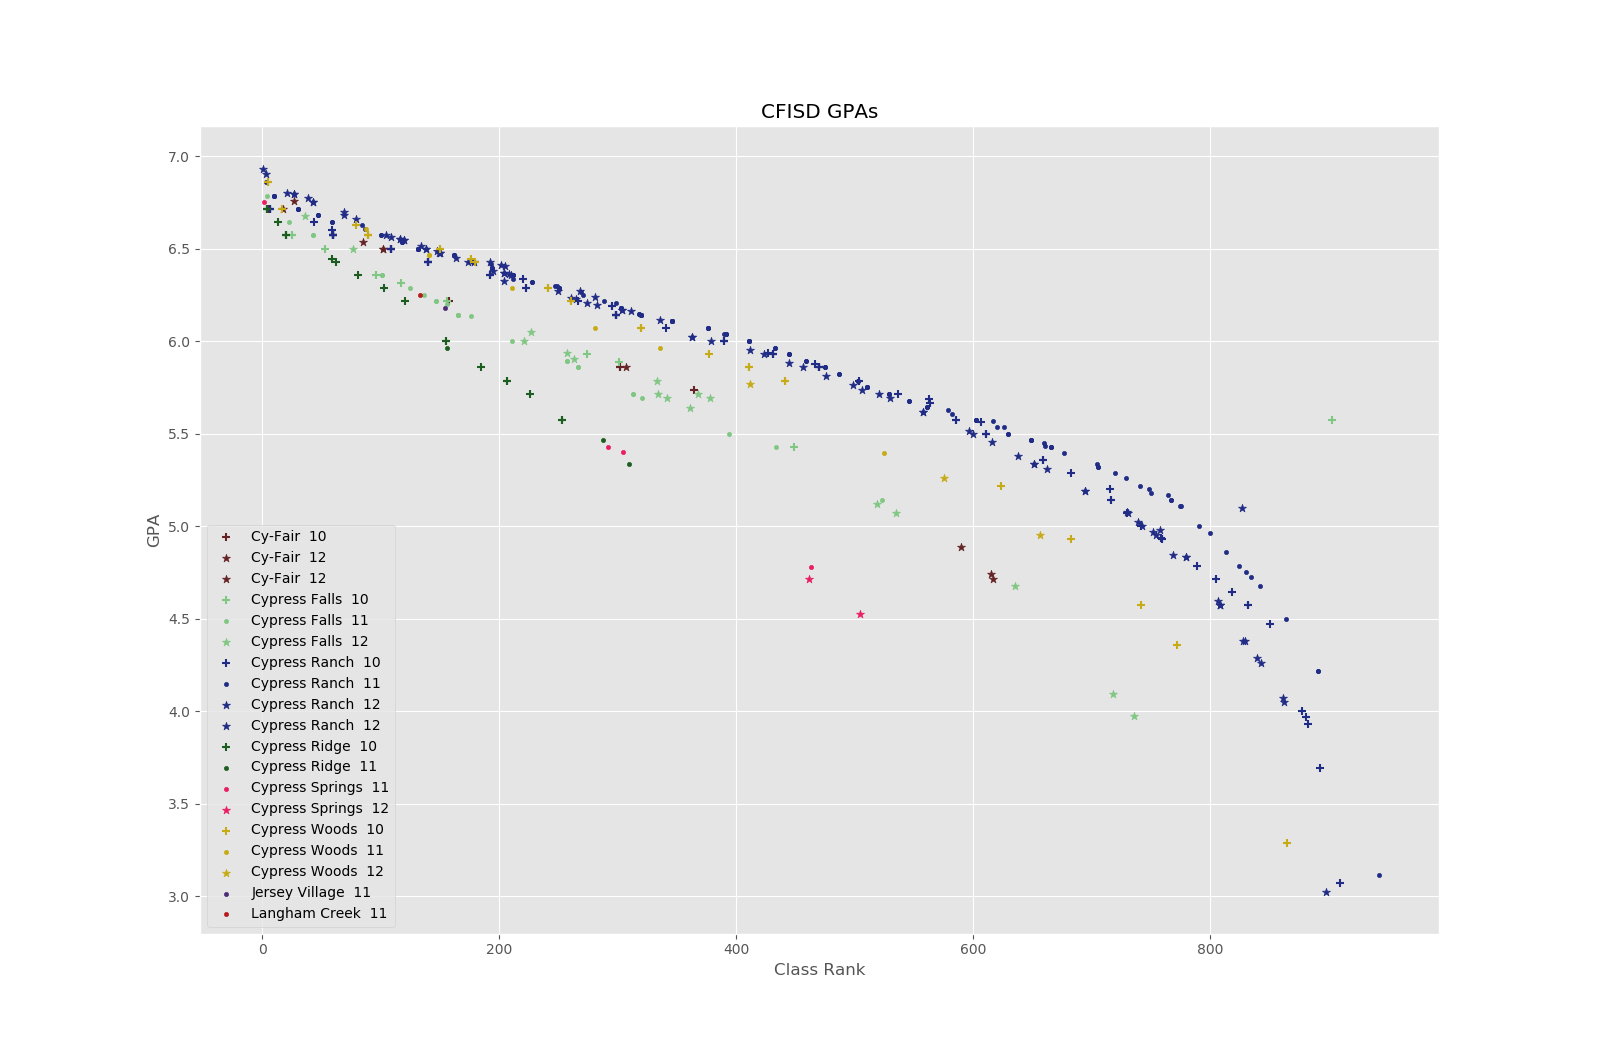 CFISD GPAs
7.0
6.5
6.0
5.5
5.0
4.5
4.0
3.5
3.0
GPA
Cy-Fair 10
Cy-Fair 12
Cy-Fair 12
Cypress Falls 10
Cypress Falls 11
Cypress Falls 12
Cypress Ranch 10
Cypress Ranch 11
Cypress Ranch 12
Cypress Ranch 12
Cypress Ridge 10
Cypress Ridge 11
Cypress Springs 11
Cypress Springs 12
Cypress Woods 10
Cypress Woods 11
Cypress Woods 12
Jersey Village 11
Langham Creek 11
0 200 400 600 800
Class Rank